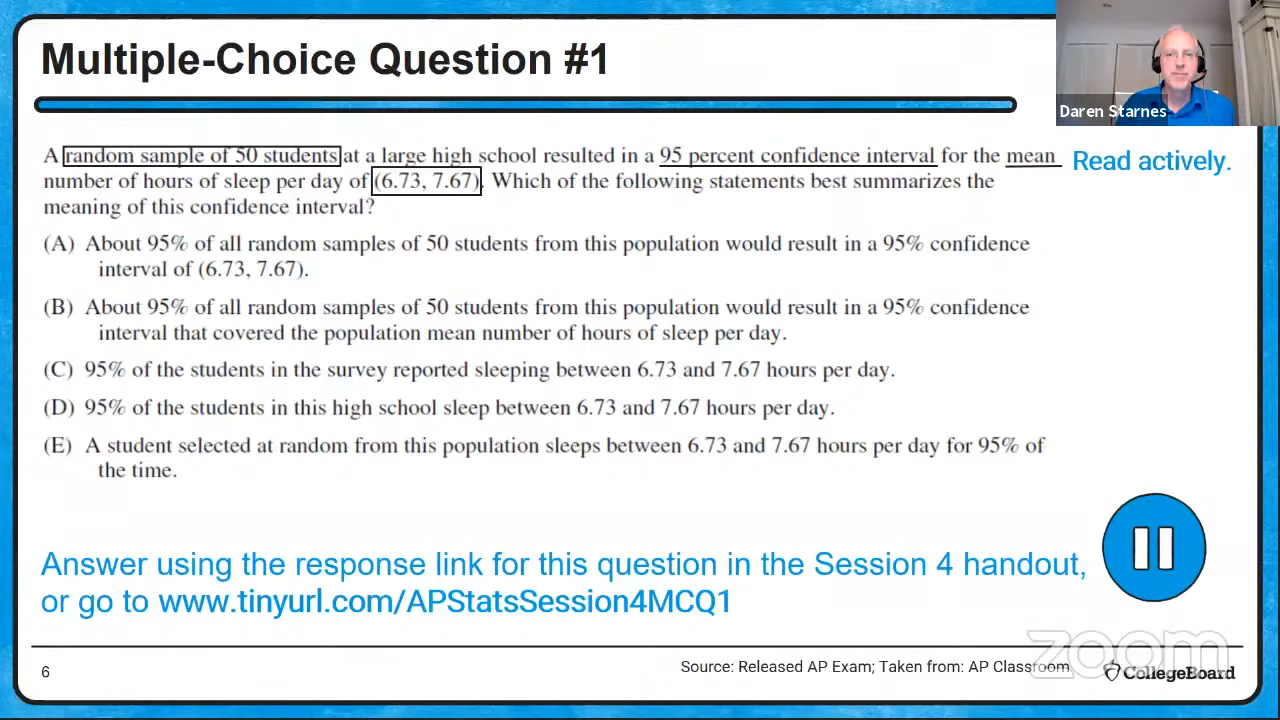 Multiple-Choice Question #1
Daren Starnes
A random sample of 50 students at a large high school resulted in a 95 percent confidence interval for the mean
Read actively.
number of hours of sleep per day of (6.73, 7.67). Which of the following statements best summarizes the
meaning of this confidence interval?
(A) About 95% of all random samples of 50 students from this population would result in a 95% confidence
interval of (6.73, 7.67).
(B) About 95% of all random samples of 50 students from this population would result in a 95% confidence
interval that covered the population mean number of hours of sleep per day.
(C) 95% of the students in the survey reported sleeping between 6.73 and 7.67 hours per day.
(D) 95% of the students in this high school sleep between 6.73 and 7.67 hours per day.
(E) A student selected at random from this population sleeps between 6.73 and 7.67 hours per day for 95% of
the time.
Answer using the response link for this question in the Session 4 handout,
or go to www.tinyurl.com/APStatsSession4MCQ1
zoom
6
Source: Released AP Exam; Taken from: AP Classroom
CollegeBoard